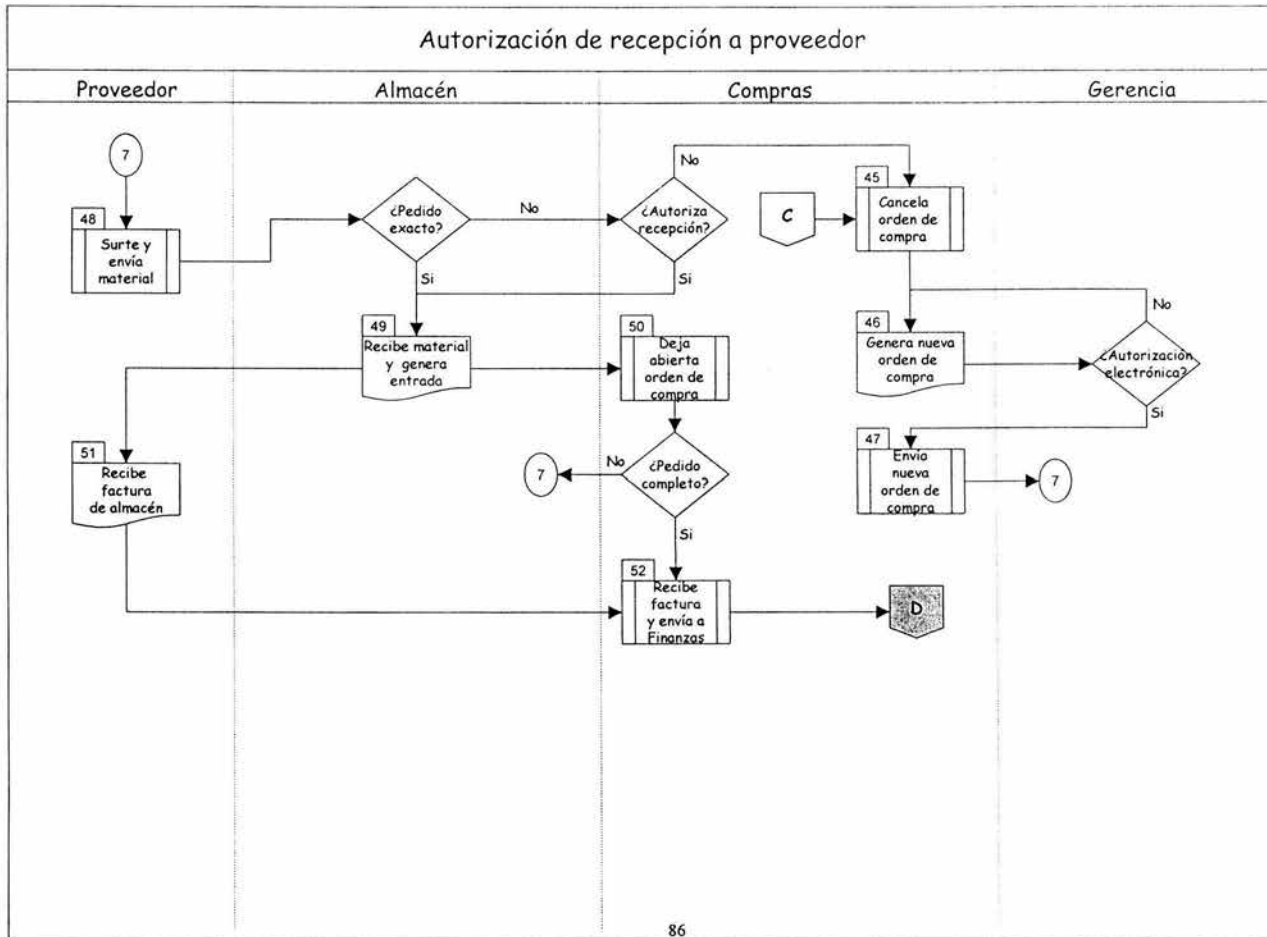 Autorización de recepción a proveedor
Proveedor
Almacén
Compras
Gerencia
7
48
Surte y
envía
material
¿Pedido
exacto?
No
Si
¿Autoriza
recepción?
No
Si
C
45
Cancela
orden de
compra
46
Genera nueva
orden de
compra
¿Autorización
electrónica?
No
Si
47
Envía
nueva
orden de
compra
7
49
Recibe material
y genera
entrada
50
Deja
abierta
orden de
compra
¿Pedido
completo?
No
7
Si
51
Recibe
factura
de almacén
52
Recibe
factura
y envía a
Finanzas
D
86